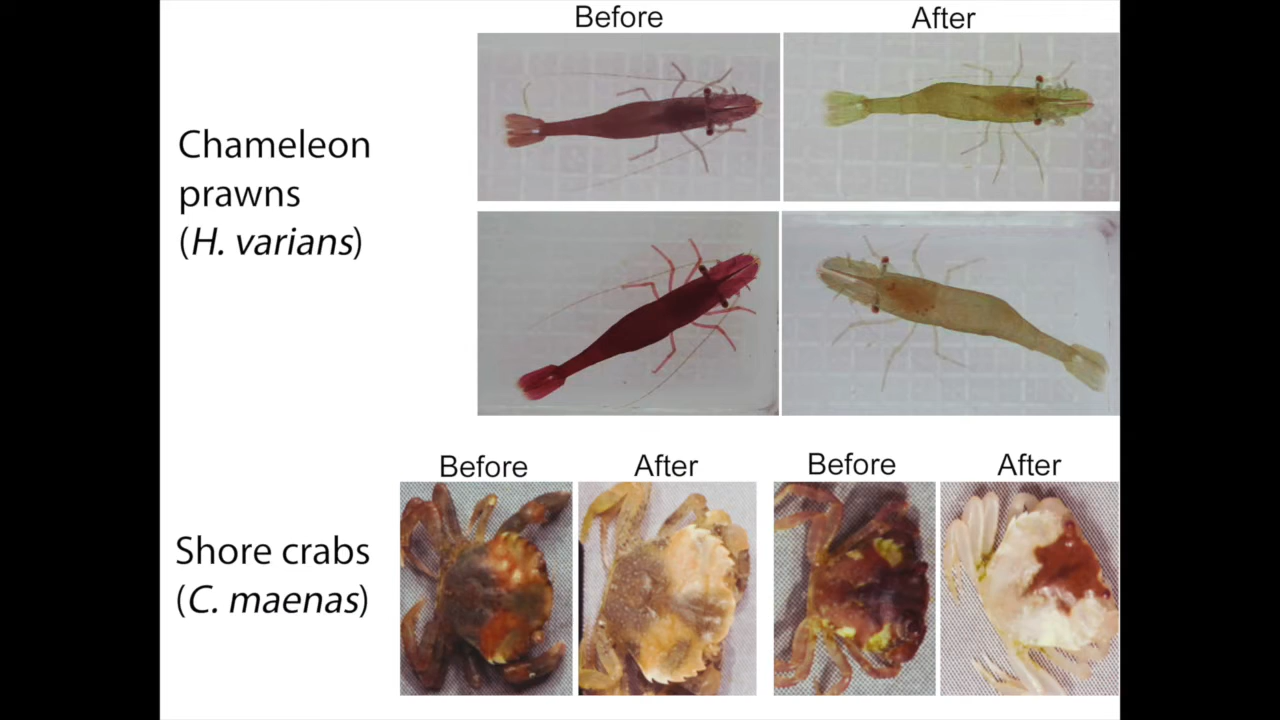 Before
After
Chameleon
prawns
(H. varians)
Before
After
Before
After
Shore crabs
(C. maenas)